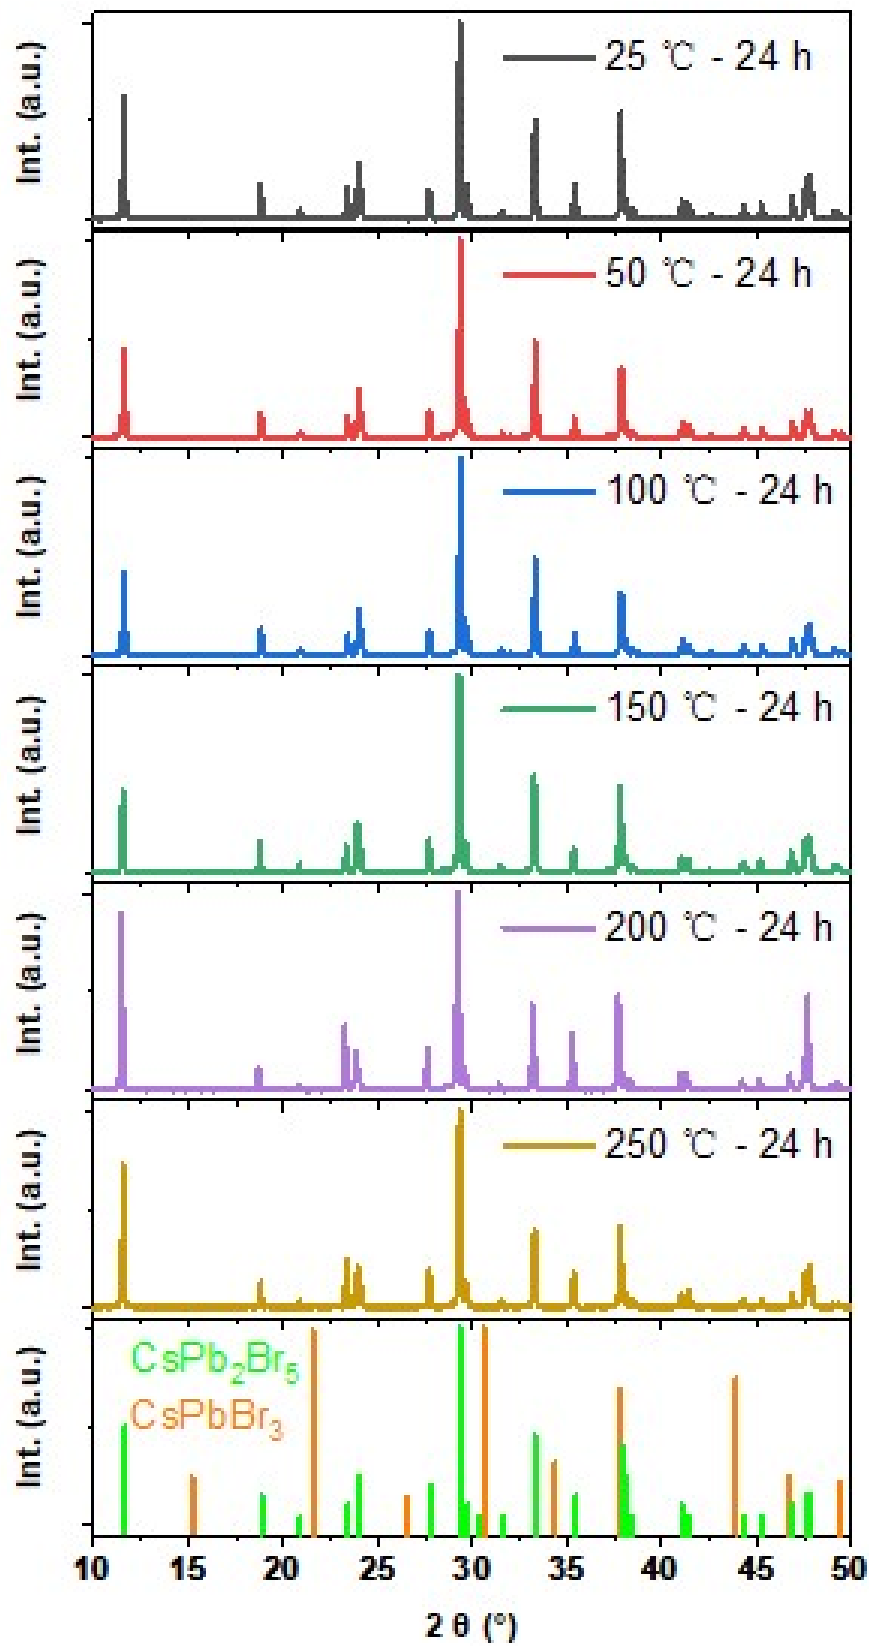 Int. (a.u.)
25 ℃ - 24 h
Int. (a.u.)
50 ℃ - 24 h
Int. (a.u.)
100 ℃ - 24 h
Int. (a.u.)
150 ℃ - 24 h
Int. (a.u.)
200 ℃ - 24 h
Int. (a.u.)
250 ℃ - 24 h
Int. (a.u.)
CsPb₂Br₅
CsPbBr₃
10 15 20 25 30 35 40 45 50
2 θ (°)